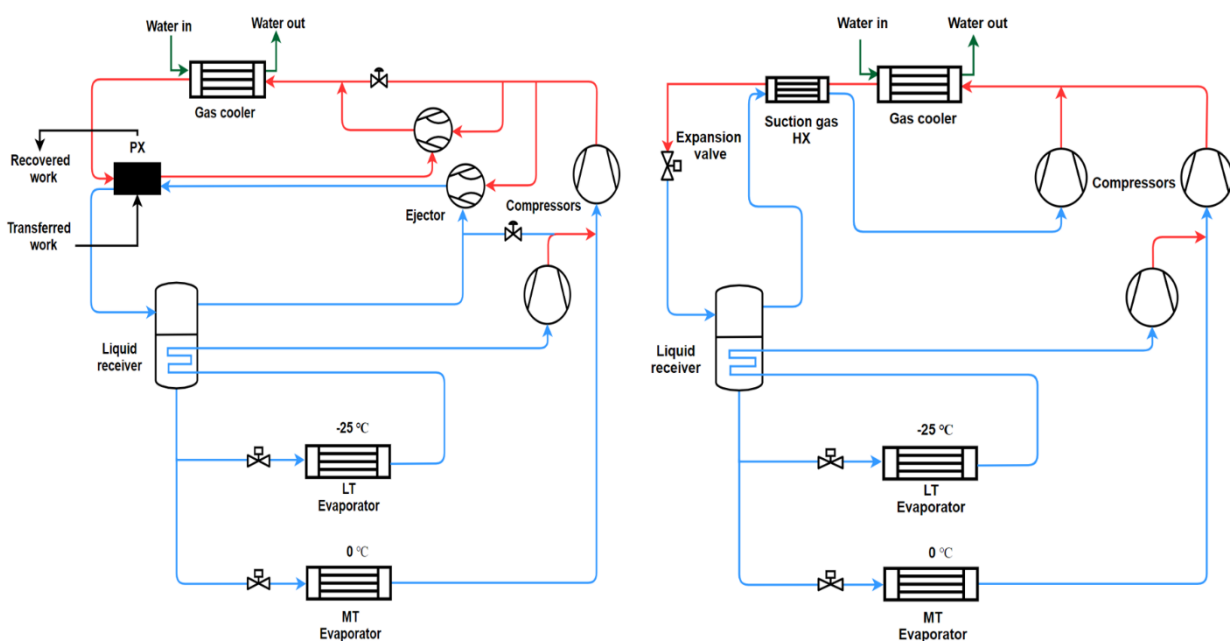 Water in
Water out
Gas cooler
PX
Recovered
work
Transferred
work
Ejector
Compressors
Liquid
receiver
-25 ℃
LT
Evaporator
0 ℃
MT
Evaporator
Water in
Water out
Suction gas
HX
Gas cooler
Expansion
valve
Compressors
Liquid
receiver
-25 ℃
LT
Evaporator
0 ℃
MT
Evaporator